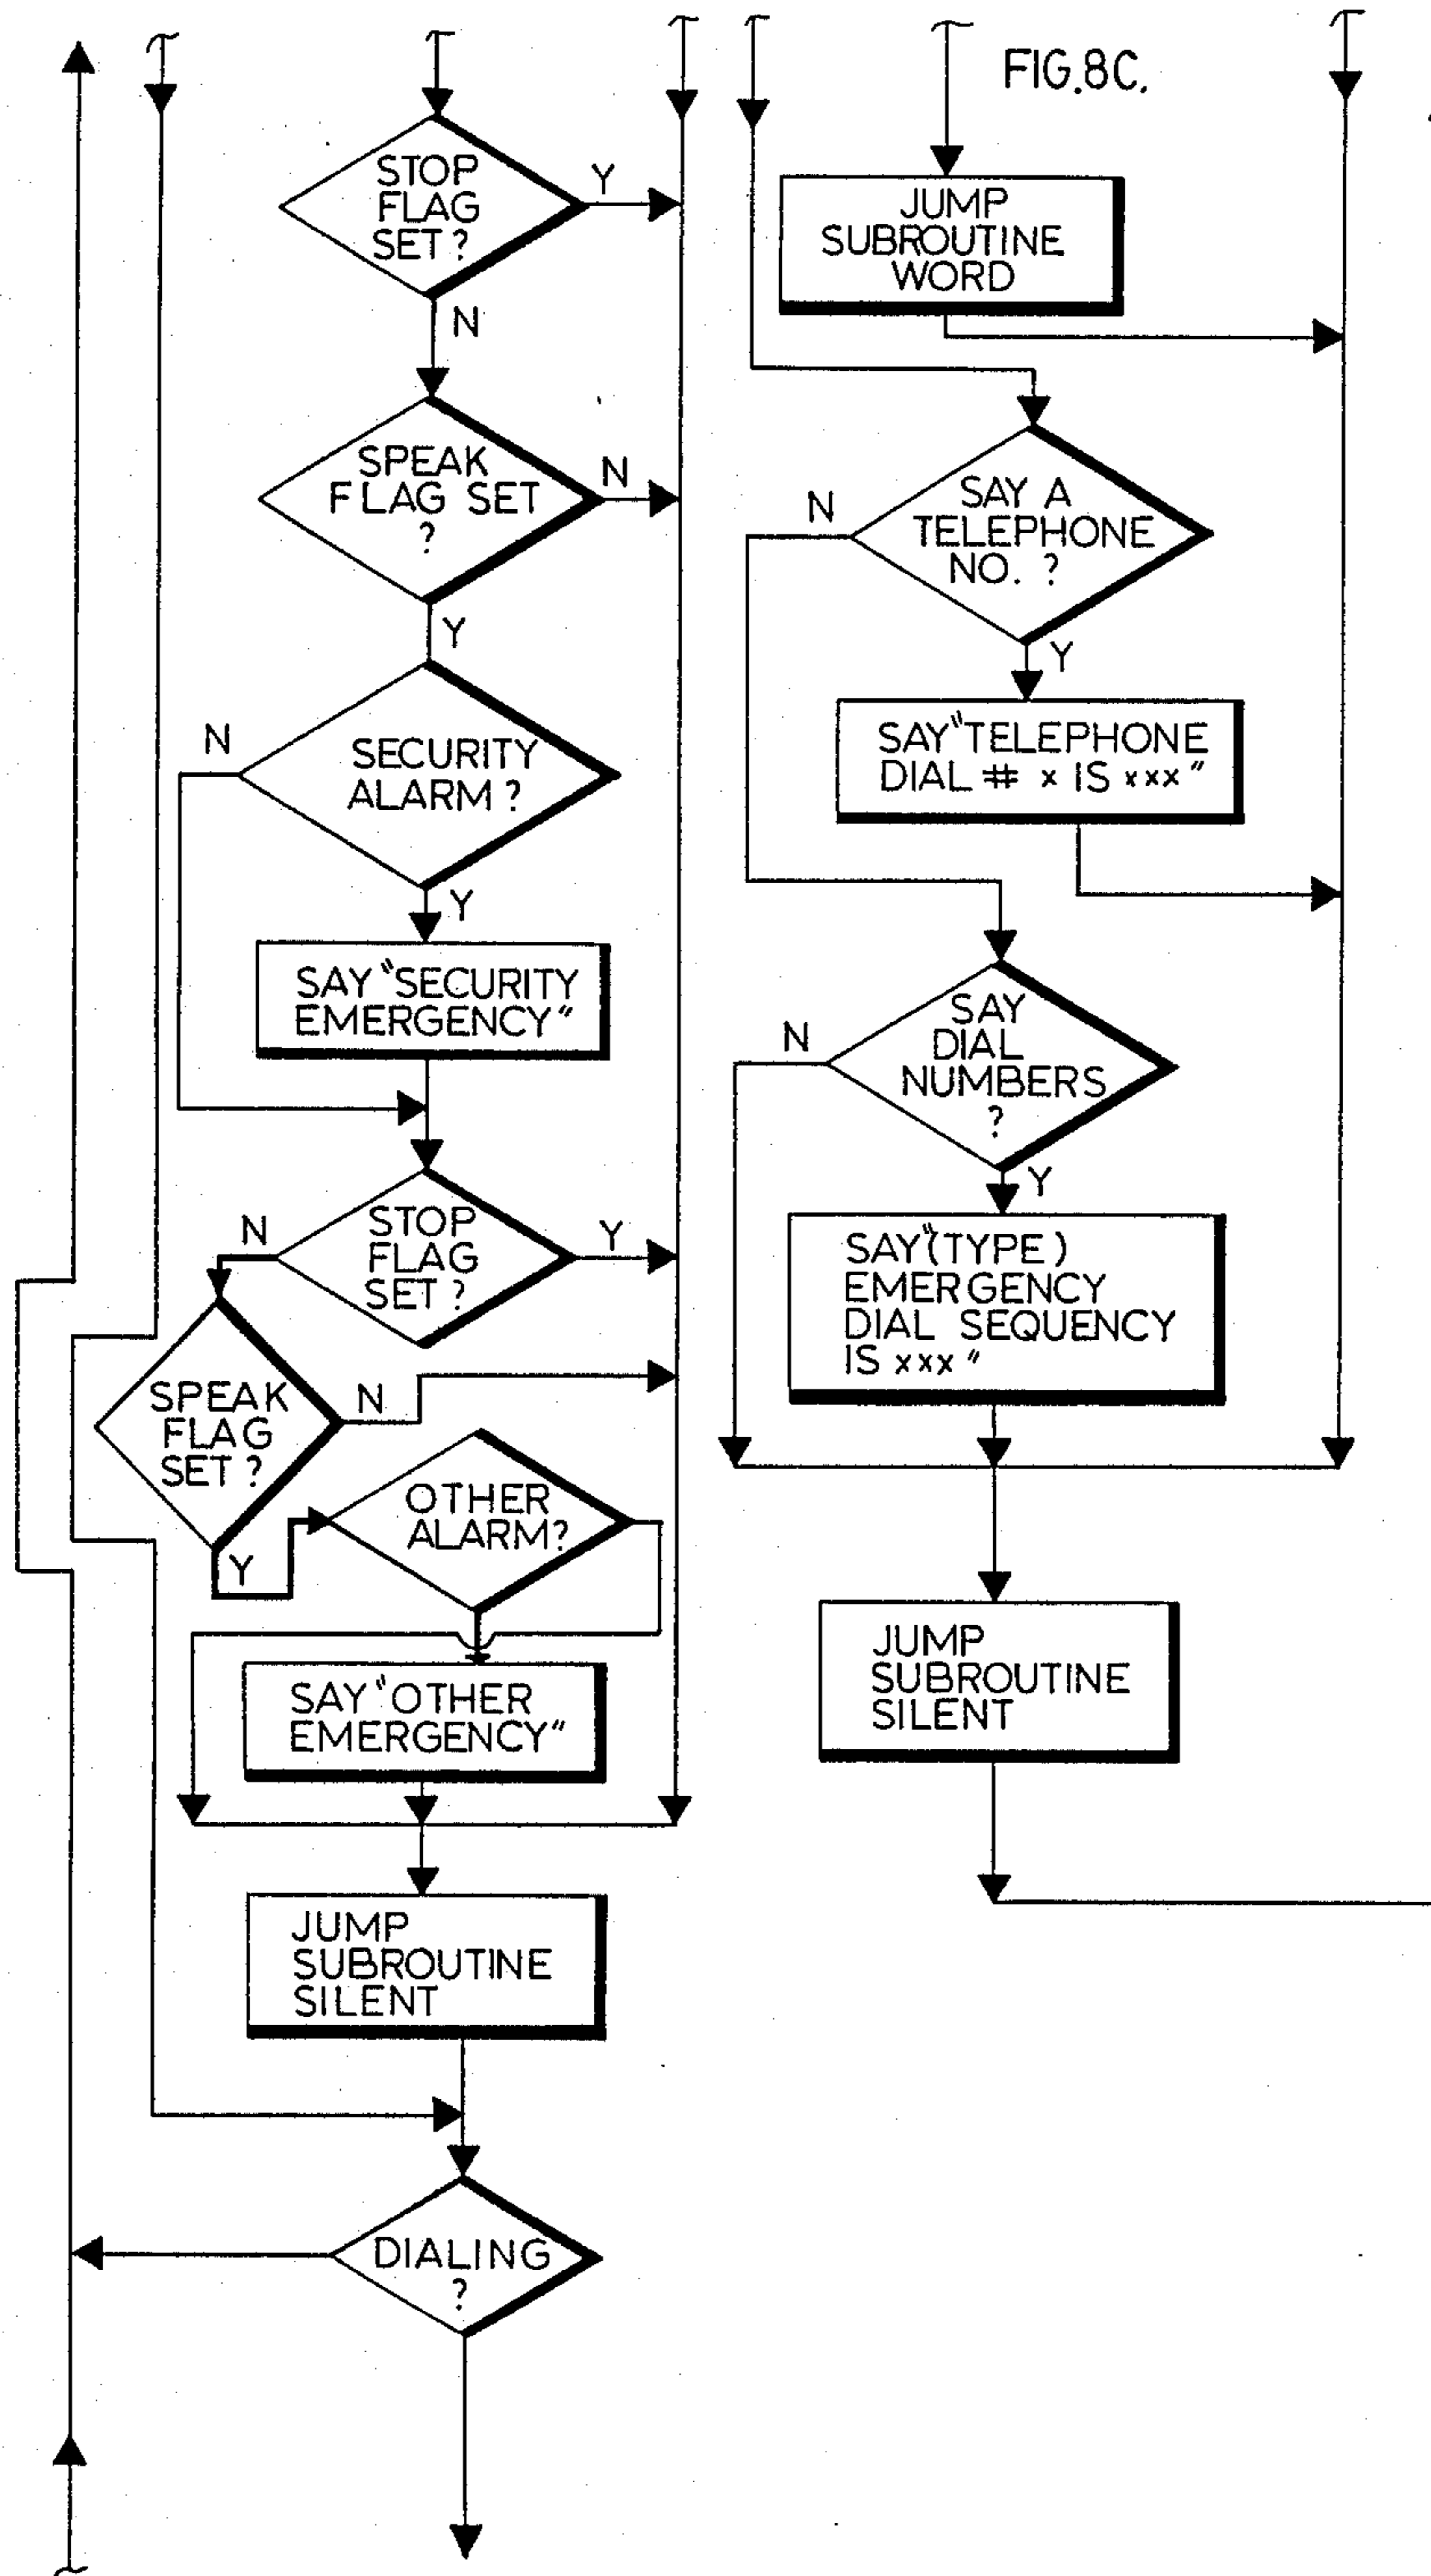 FIG.8C.
STOP
FLAG
SET?
Y
N
SPEAK
FLAG SET
?
N
Y
SECURITY
ALARM?
N
Y
SAY "SECURITY
EMERGENCY"
STOP
FLAG
SET?
N
Y
SPEAK
FLAG
SET?
N
Y
OTHER
ALARM?
SAY "OTHER
EMERGENCY"
JUMP
SUBROUTINE
SILENT
DIALING
?
JUMP
SUBROUTINE
WORD
SAY A
TELEPHONE
NO. ?
N
Y
SAY "TELEPHONE
DIAL # x IS xxx"
SAY
DIAL
NUMBERS
?
N
Y
SAY "(TYPE)
EMERGENCY
DIAL SEQUENCY
IS xxx"
JUMP
SUBROUTINE
SILENT